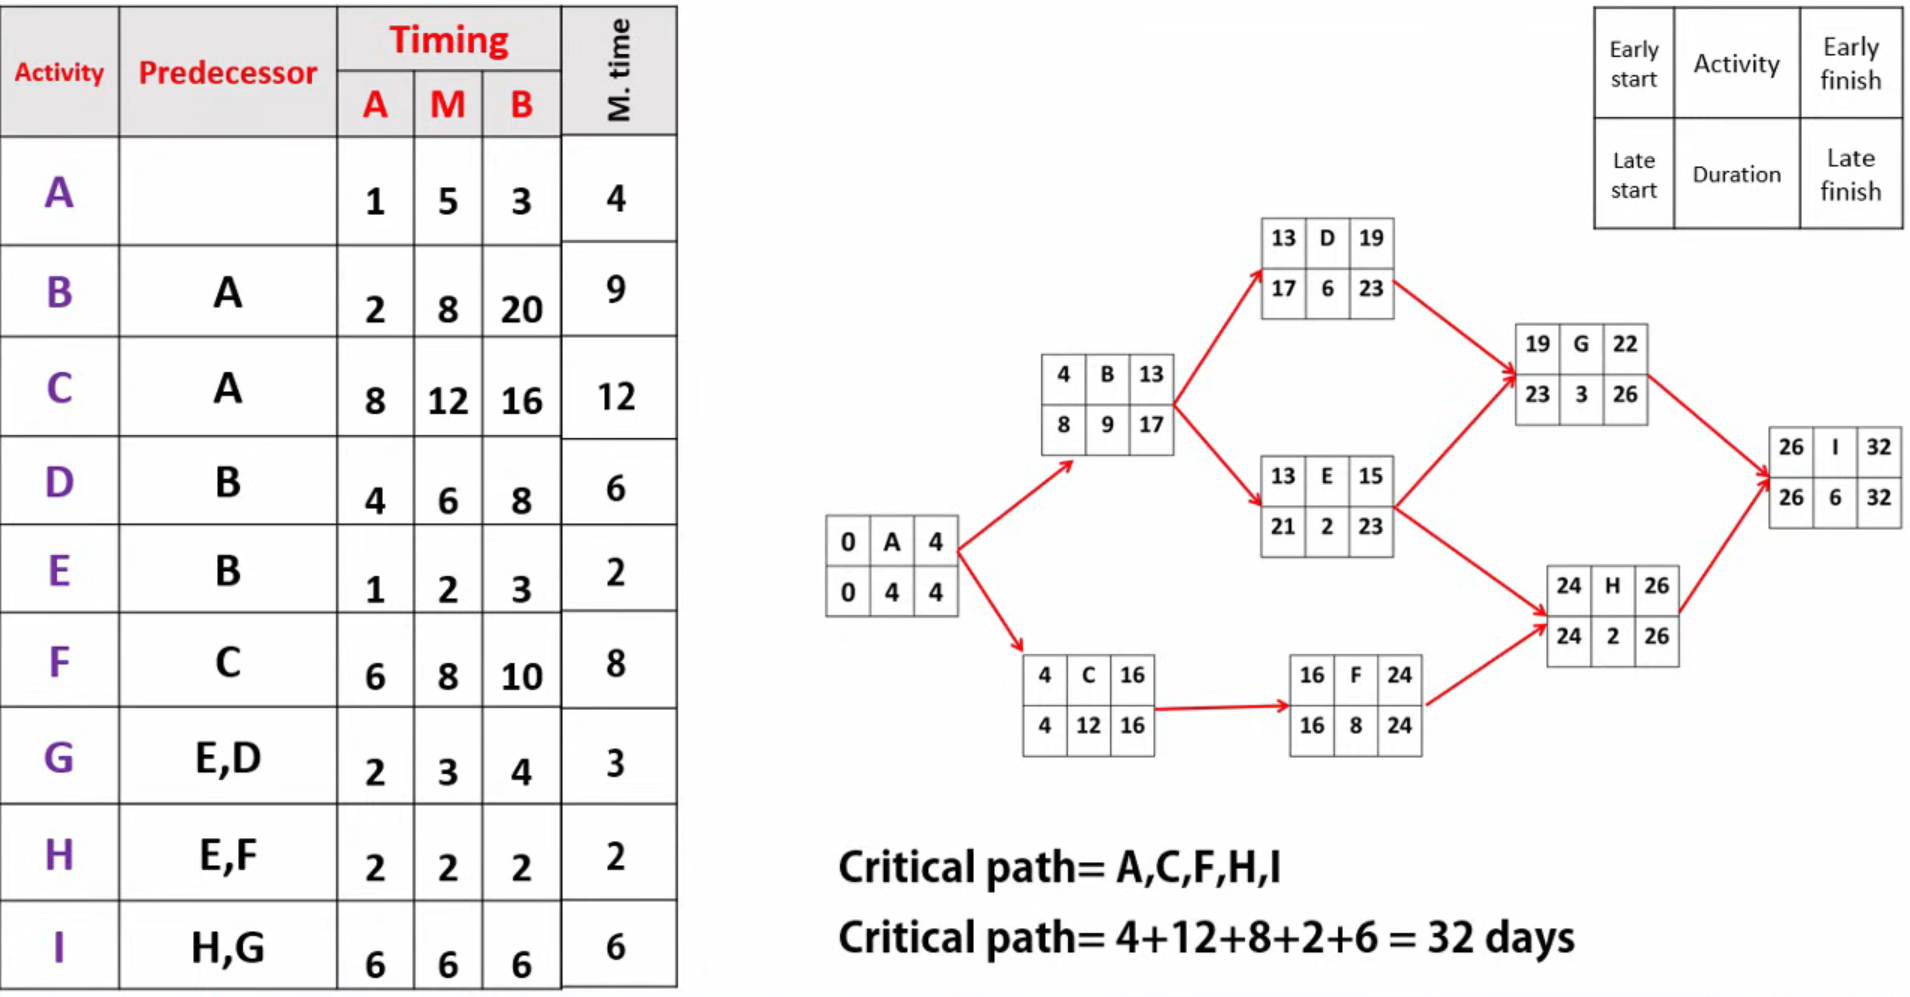 Activity Predecessor Timing M. time
A M B
A 1 5 3 4
B A 2 8 20 9
C A 8 12 16 12
D B 4 6 8 6
E B 1 2 3 2
F C 6 8 10 8
G E,D 2 3 4 3
H E,F 2 2 2 2
I H,G 6 6 6 6
Early start Activity Early finish
Late start Duration Late finish
13 D 19
17 6 23
19 G 22
23 3 26
4 B 13
8 9 17
26 I 32
26 6 32
13 E 15
21 2 23
0 A 4
0 4 4
24 H 26
24 2 26
4 C 16
4 12 16
16 F 24
16 8 24
Critical path= A,C,F,H,I
Critical path= 4+12+8+2+6 = 32 days